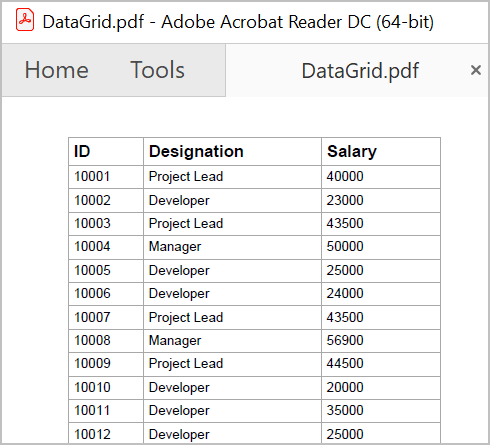 DataGrid.pdf - Adobe Acrobat Reader DC (64-bit)
Home Tools DataGrid.pdf ×
ID Designation Salary
10001 Project Lead 40000
10002 Developer 23000
10003 Project Lead 43500
10004 Manager 50000
10005 Developer 25000
10006 Developer 24000
10007 Project Lead 43500
10008 Manager 56900
10009 Project Lead 44500
10010 Developer 20000
10011 Developer 35000
10012 Developer 25000